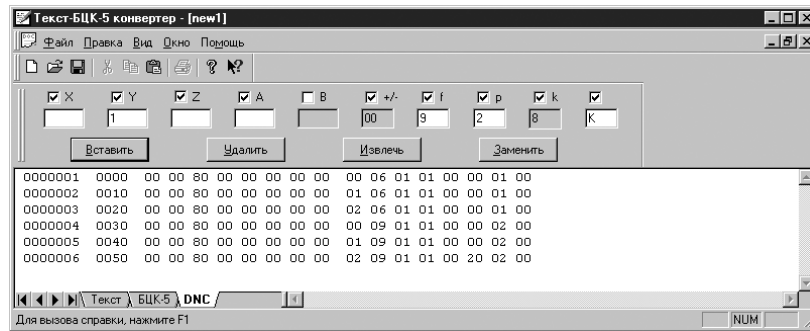 Текст-БЦК-5 конвертер - [new1]
Файл Правка Вид Окно Помощь
X Y Z A B +/- f p k
1 00 9 2 8 K
Вставить Удалить Извлечь Заменить
0000001 0000 00 00 80 00 00 00 00 00 00 06 01 01 00 00 01 00
0000002 0010 00 00 80 00 00 00 00 00 01 06 01 01 00 00 01 00
0000003 0020 00 00 80 00 00 00 00 00 02 06 01 01 00 00 01 00
0000004 0030 00 00 80 00 00 00 00 00 00 09 01 01 00 00 02 00
0000005 0040 00 00 80 00 00 00 00 00 01 09 01 01 00 00 02 00
0000006 0050 00 00 80 00 00 00 00 00 02 09 01 01 00 20 02 00
Текст БЦК-5 DNC
Для вызова справки, нажмите F1 NUM